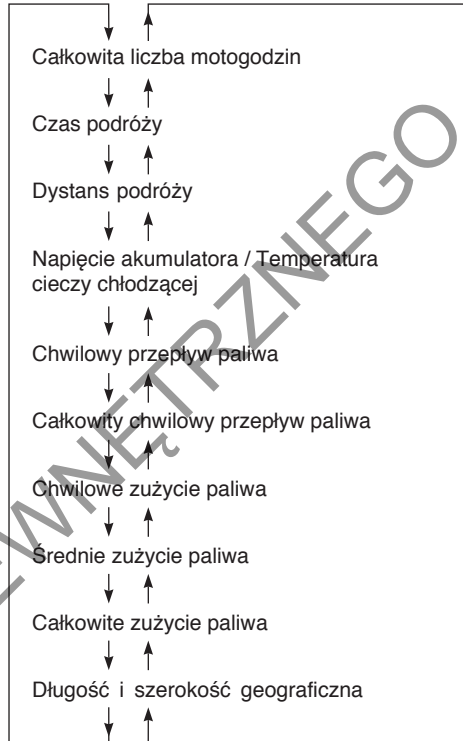 Całkowita liczba motogodzin
Czas podróży
Dystans podróży
Napięcie akumulatora / Temperatura
cieczy chłodzącej
Chwilowy przepływ paliwa
Całkowity chwilowy przepływ paliwa
Chwilowe zużycie paliwa
Średnie zużycie paliwa
Całkowite zużycie paliwa
Długość i szerokość geograficzna
EWNĘTRZNEGO